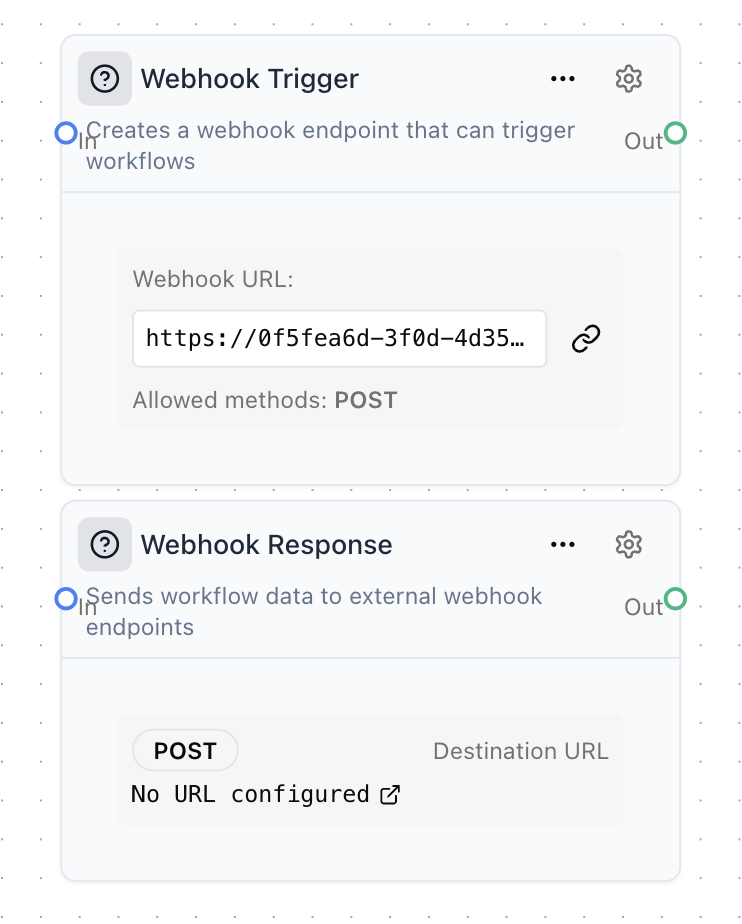 Webhook Trigger
In
Creates a webhook endpoint that can trigger
workflows
Out
Webhook URL:
https://0f5fea6d-3f0d-4d35…
Allowed methods: POST
Webhook Response
In
Sends workflow data to external webhook
endpoints
Out
POST
Destination URL
No URL configured